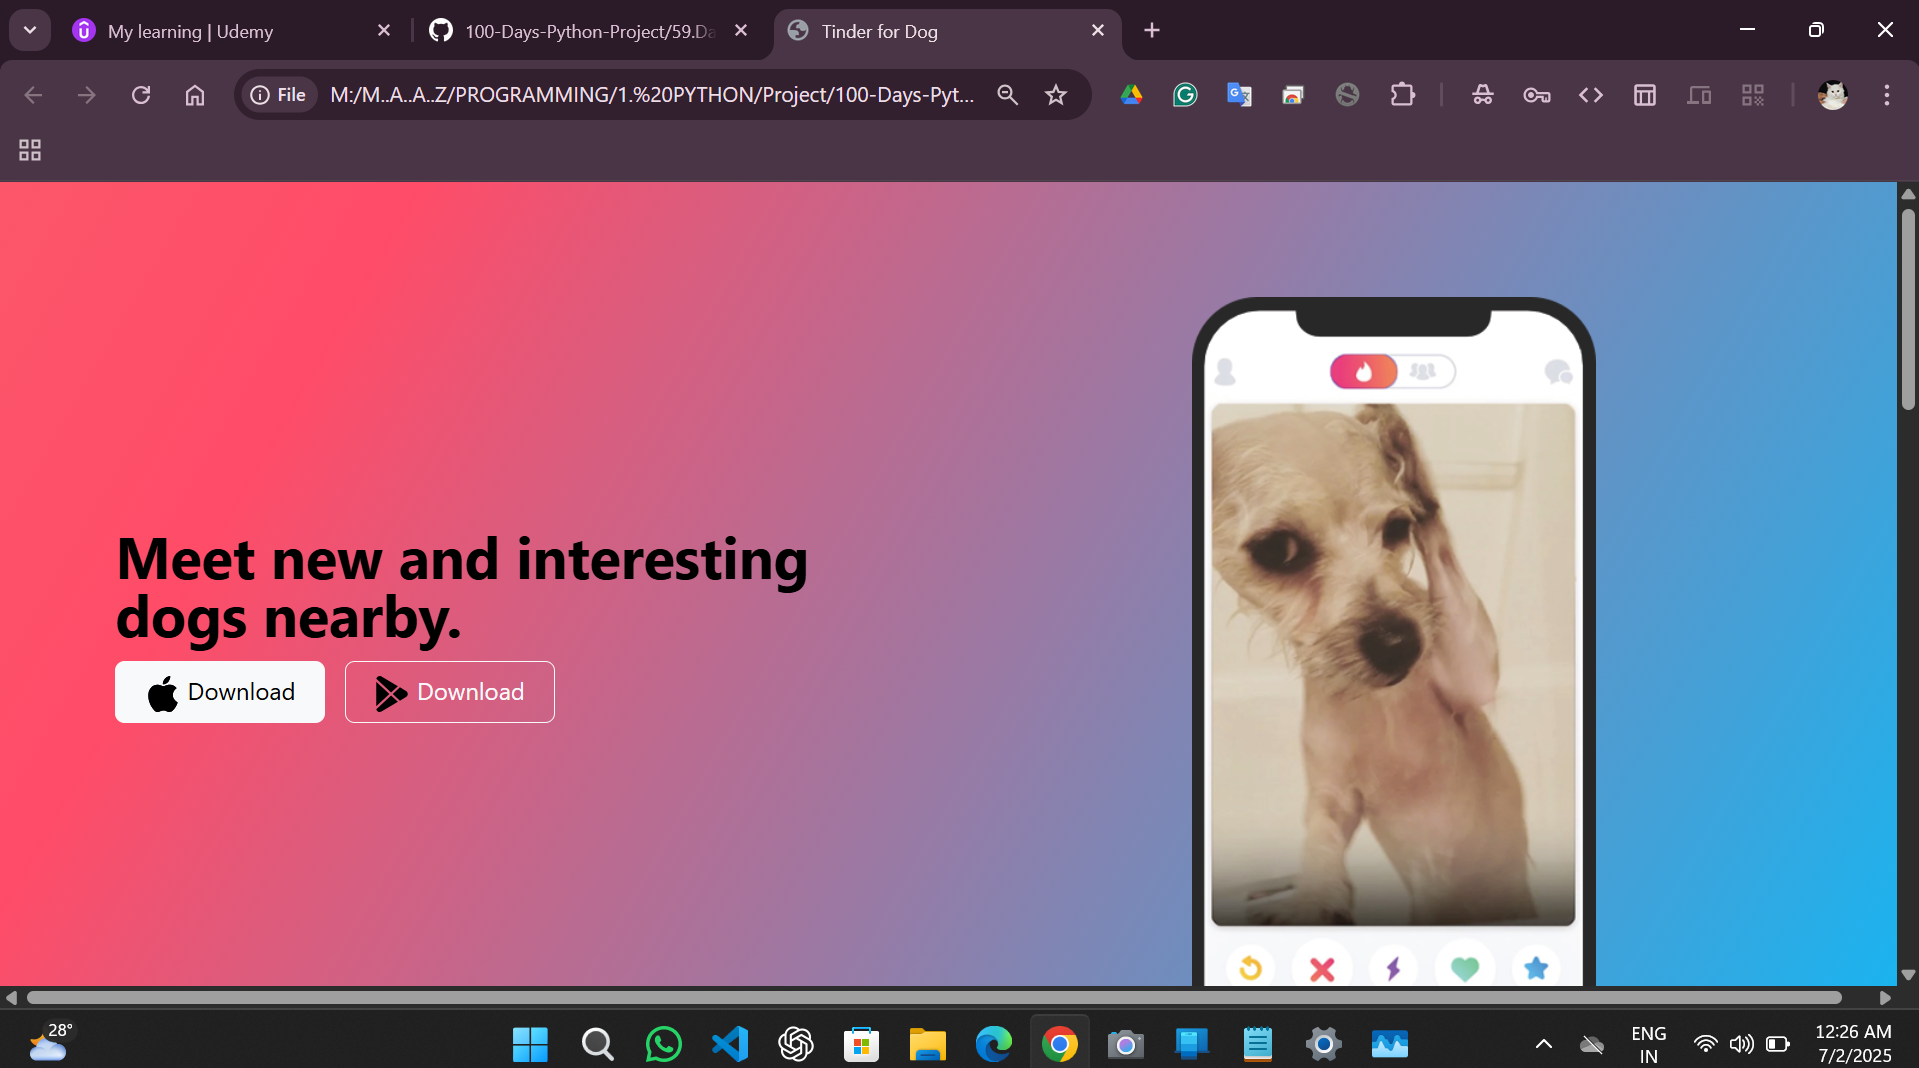 My learning | Udemy
100-Days-Python-Project/59.Da
Tinder for Dog
File
M:/M..A..A..Z/PROGRAMMING/1.%20PYTHON/Project/100-Days-Pyt...
Meet new and interesting
dogs nearby.
Download
Download
28°
ENG
IN
12:26 AM
7/2/2025